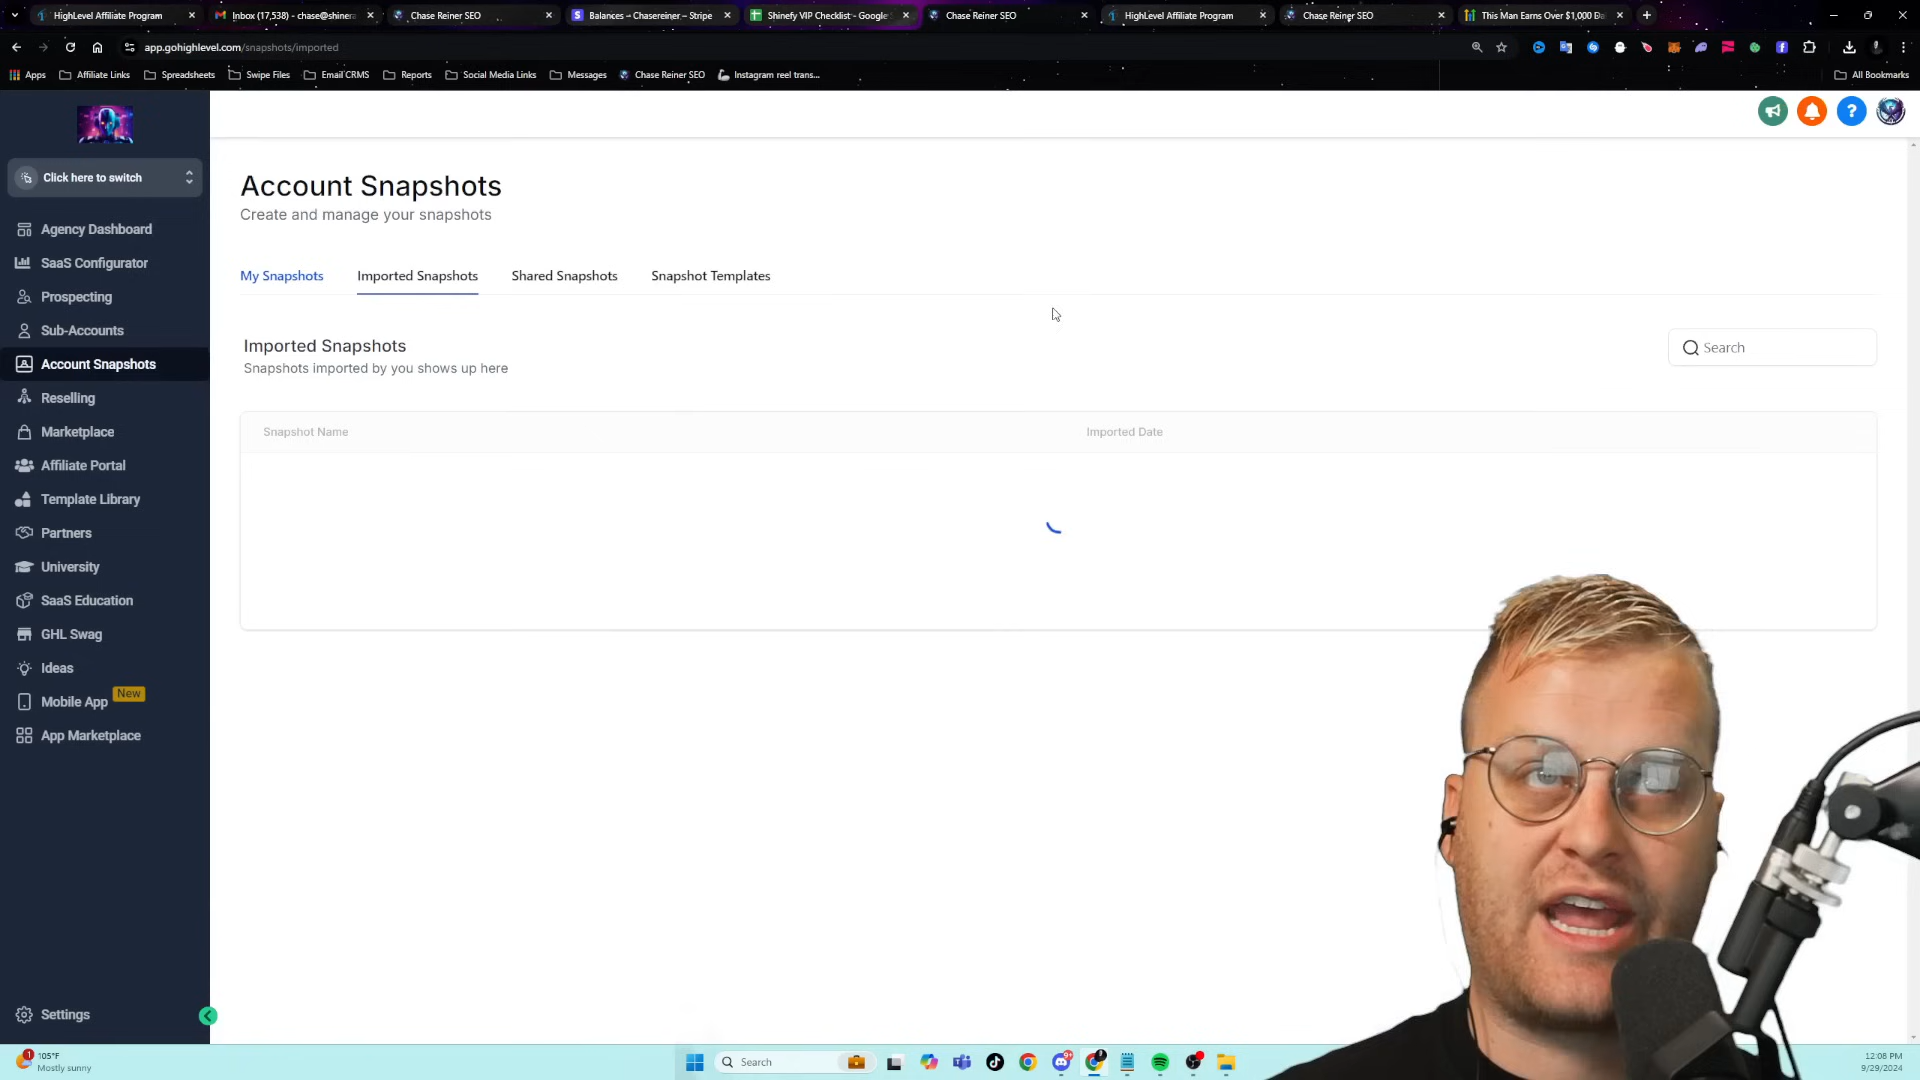 HighLevel Affiliate Program
Inbox (17,538) - chase@shinera
Chase Reiner SEO
Balances – Chasereiner – Stripe
Shinefy VIP Checklist - Google
Chase Reiner SEO
HighLevel Affiliate Program
Chase Reiner SEO
This Man Earns Over $1,000 Da
app.gohighlevel.com/snapshots/imported
Apps
Affiliate Links
Spreadsheets
Swipe Files
Email CRMS
Reports
Social Media Links
Messages
Chase Reiner SEO
Instagram reel trans...
All Bookmarks
Click here to switch
Agency Dashboard
SaaS Configurator
Prospecting
Sub-Accounts
Account Snapshots
Reselling
Marketplace
Affiliate Portal
Template Library
Partners
University
SaaS Education
GHL Swag
Ideas
Mobile App New
App Marketplace
Settings
Account Snapshots
Create and manage your snapshots
My Snapshots
Imported Snapshots
Shared Snapshots
Snapshot Templates
Imported Snapshots
Snapshots imported by you shows up here
Search
Snapshot Name
Imported Date
1
105°F
Mostly sunny
Search
9+
12:08 PM
9/29/2024